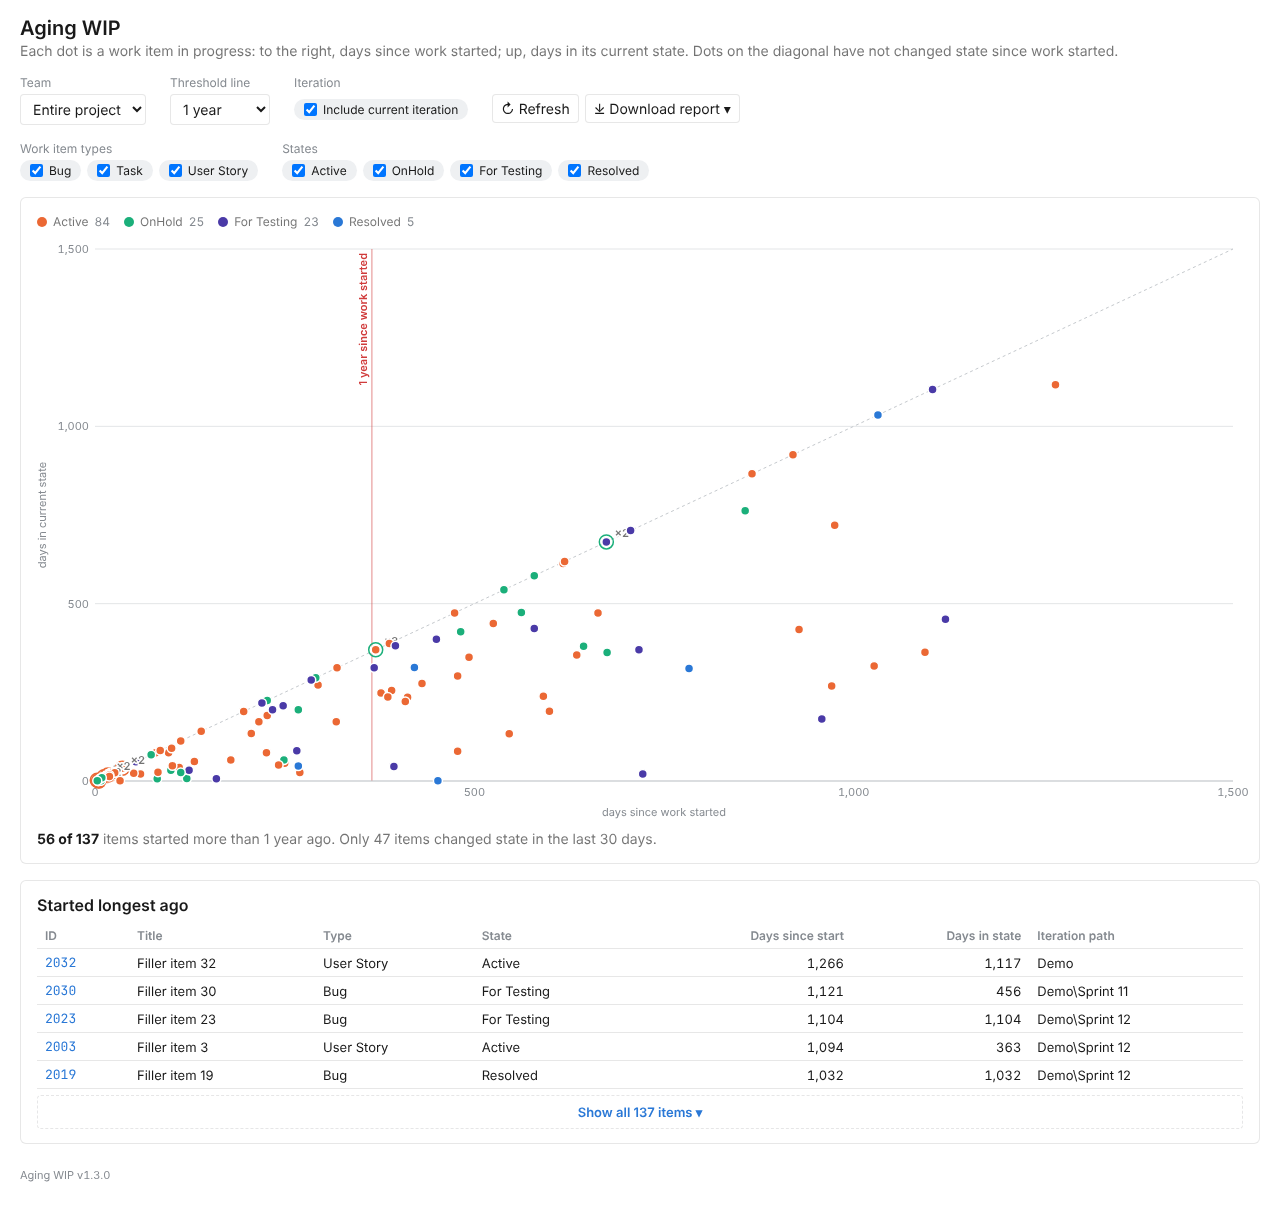 Aging WIP
Each dot is a work item in progress: to the right, days since work started; up, days in its current state. Dots on the diagonal have not changed state since work started.
Team
Threshold line
Iteration
Entire project
1 year
Include current iteration
Refresh
Download report ▾
Work item types
States
Bug
Task
User Story
Active
OnHold
For Testing
Resolved
Active 84
OnHold 25
For Testing 23
Resolved 5
1,500
1,000
500
0
days in current state
1 year since work started
×2
×2
×2
0
500
1,000
1,500
days since work started
56 of 137 items started more than 1 year ago. Only 47 items changed state in the last 30 days.
Started longest ago
ID Title Type State Days since start Days in state Iteration path
2032 Filler item 32 User Story Active 1,266 1,117 Demo
2030 Filler item 30 Bug For Testing 1,121 456 Demo\Sprint 11
2023 Filler item 23 Bug For Testing 1,104 1,104 Demo\Sprint 12
2003 Filler item 3 User Story Active 1,094 363 Demo\Sprint 12
2019 Filler item 19 Bug Resolved 1,032 1,032 Demo\Sprint 12
Show all 137 items ▾
Aging WIP v1.3.0